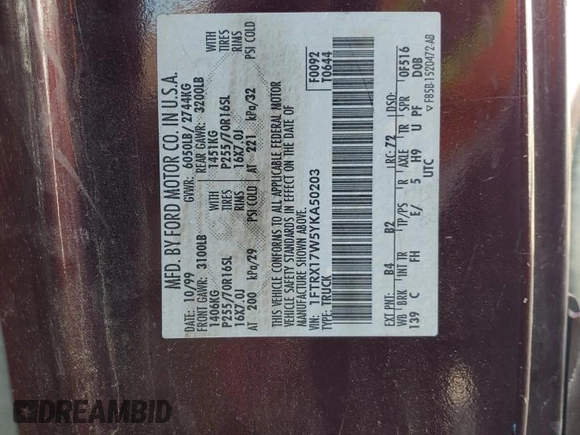 MFD. BY FORD MOTOR CO. IN U.S.A.
10/99 GVWR: 6050LB/ 2744KG
FRONT GAWR: 3100LB REAR GAWR: 3200LB
1406KG WITH 1451KG WITH
P255/70R16SL TIRES P255/70R16SL TIRES
16X7.0J RIMS 16X7.0J RIMS
AT 200 kPa/29 PSI COLD AT 221 kPa/32 PSI COLD
THIS VEHICLE CONFORMS TO ALL APPLICABLE FEDERAL MOTOR
VEHICLE SAFETY STANDARDS IN EFFECT ON THE DATE OF
MANUFACTURE SHOWN ABOVE.
VIN: 1FTRX17W5YKA50203
TYPE: TRUCK
F0092
T0644
EXT PNT: B4 B2 RC: 72 DSO:
WB BRK INT TR TP/PS R AXLE TR SPR 0F516
139 C FH E/ 5 H9 U PF DOB
UTC
F85B-1520472-AB
DREAMBID